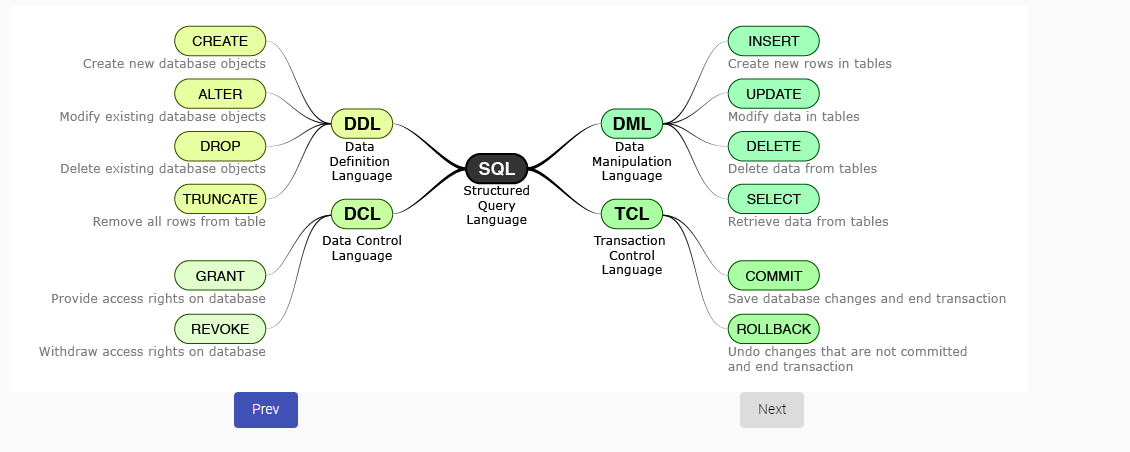 CREATE
Create new database objects
ALTER
Modify existing database objects
DROP
Delete existing database objects
TRUNCATE
Remove all rows from table
DDL
Data
Definition
Language
DCL
Data Control
Language
GRANT
Provide access rights on database
REVOKE
Withdraw access rights on database
SQL
Structured
Query
Language
DML
Data
Manipulation
Language
TCL
Transaction
Control
Language
INSERT
Create new rows in tables
UPDATE
Modify data in tables
DELETE
Delete data from tables
SELECT
Retrieve data from tables
COMMIT
Save database changes and end transaction
ROLLBACK
Undo changes that are not committed
and end transaction
Prev
Next